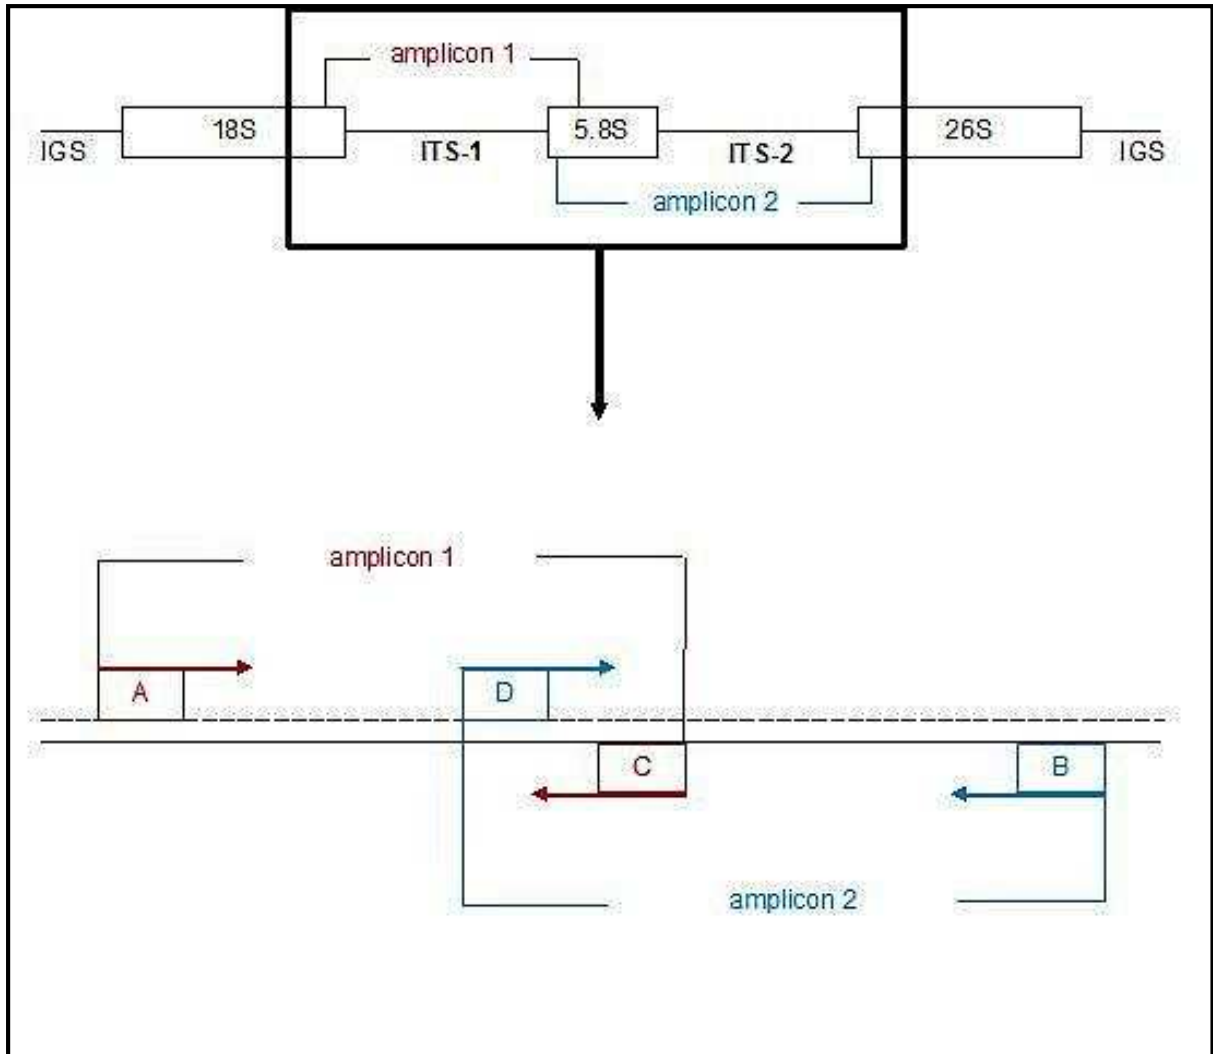 amplicon 1
18S
5.8S
26S
IGS
ITS-1
ITS-2
IGS
amplicon 2
amplicon 1
A
D
C
B
amplicon 2